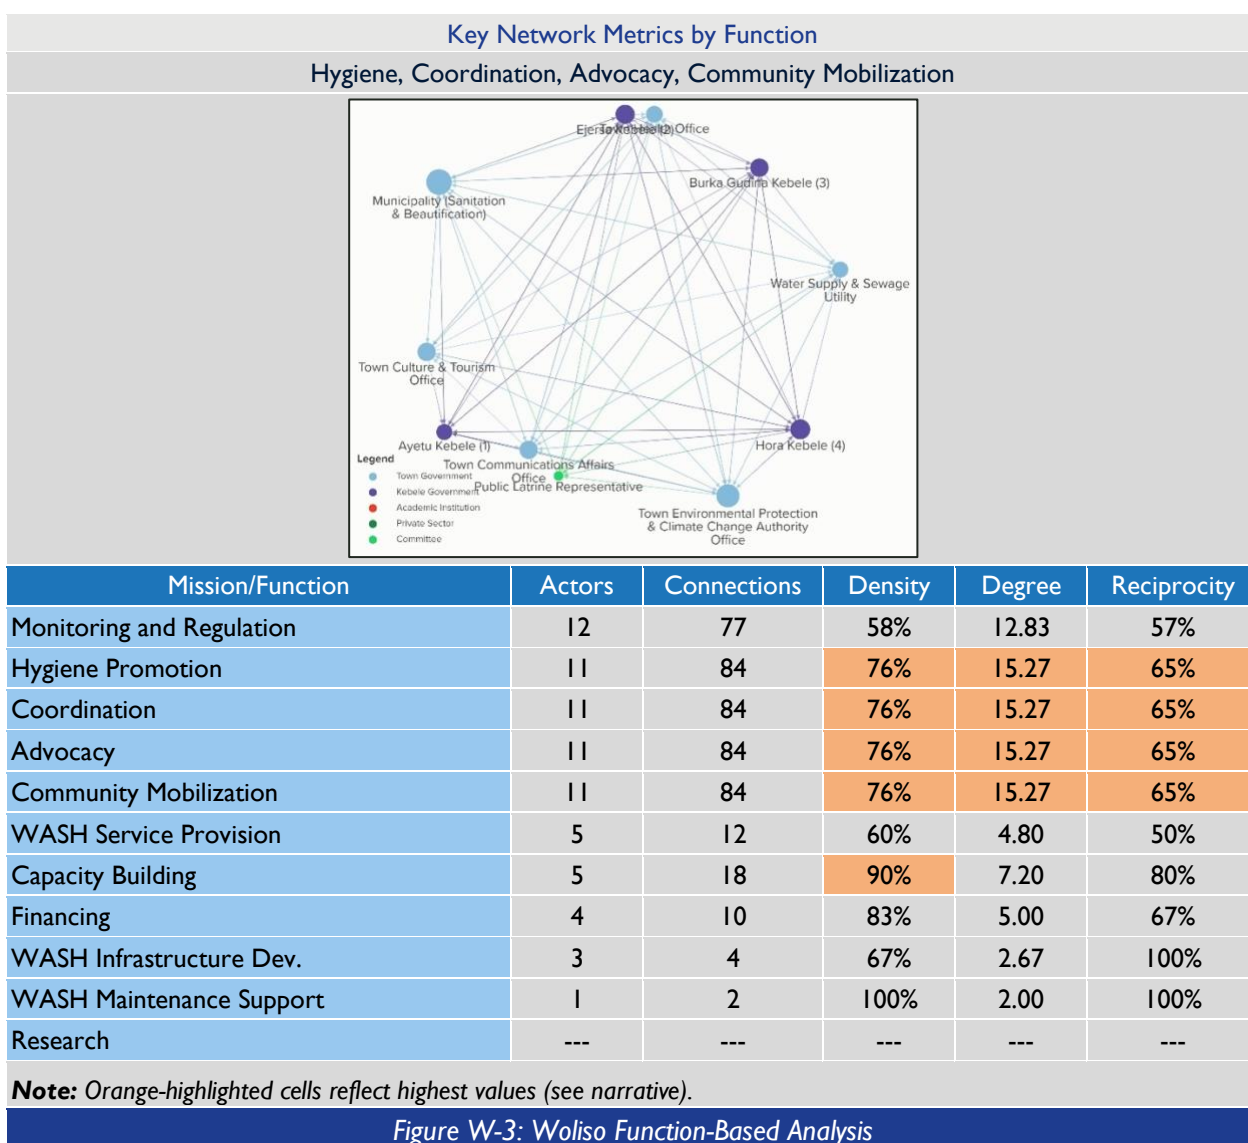 Key Network Metrics by Function
Hygiene, Coordination, Advocacy, Community Mobilization
Ejersa Kebele (2)
Town Health Office
Burka Gudina Kebele (3)
Municipality (Sanitation
& Beautification)
Water Supply & Sewage
Utility
Town Culture & Tourism
Office
Ayetu Kebele (1)
Hora Kebele (4)
Town Communications Affairs
Office
Public Latrine Representative
Town Environmental Protection
& Climate Change Authority
Office
Legend
Town Government
Kebele Government
Academic Institution
Private Sector
Committee
Mission/Function Actors Connections Density Degree Reciprocity
Monitoring and Regulation 12 77 58% 12.83 57%
Hygiene Promotion 11 84 76% 15.27 65%
Coordination 11 84 76% 15.27 65%
Advocacy 11 84 76% 15.27 65%
Community Mobilization 11 84 76% 15.27 65%
WASH Service Provision 5 12 60% 4.80 50%
Capacity Building 5 18 90% 7.20 80%
Financing 4 10 83% 5.00 67%
WASH Infrastructure Dev. 3 4 67% 2.67 100%
WASH Maintenance Support 1 2 100% 2.00 100%
Research --- --- --- --- ---
Note: Orange-highlighted cells reflect highest values (see narrative).
Figure W-3: Woliso Function-Based Analysis